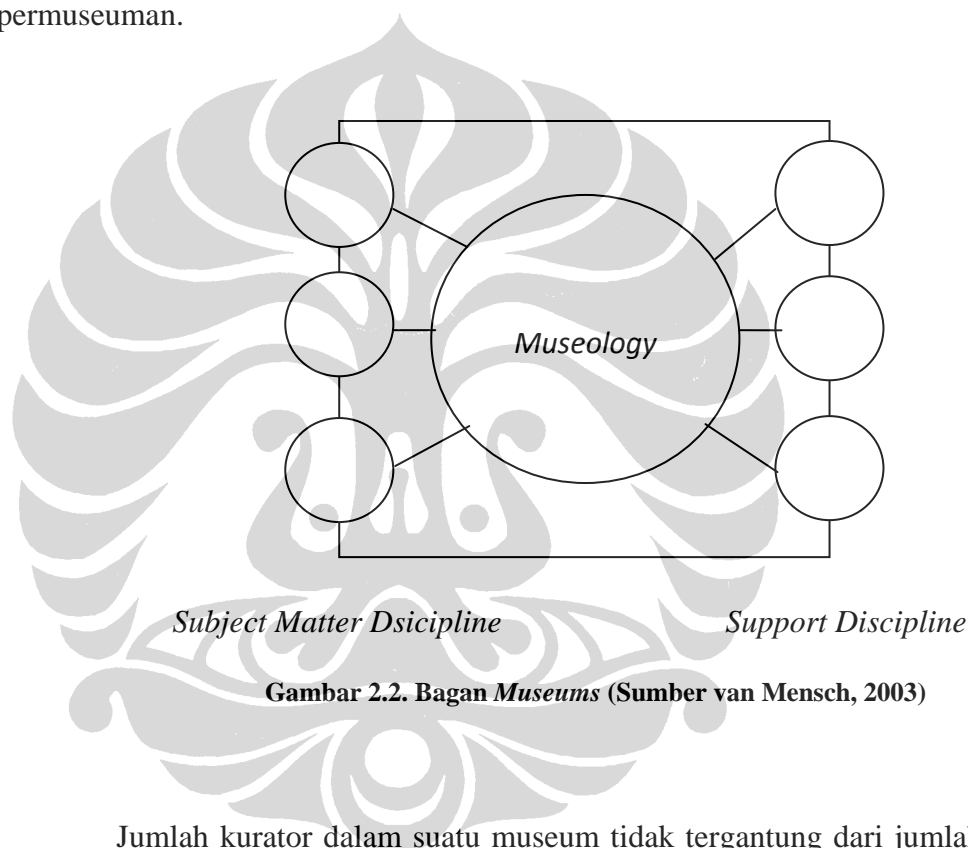 permuseuman.
Museology
Subject Matter Dsicipline Support Discipline
Gambar 2.2. Bagan Museums (Sumber van Mensch, 2003)
Jumlah kurator dalam suatu museum tidak tergantung dari jumlah